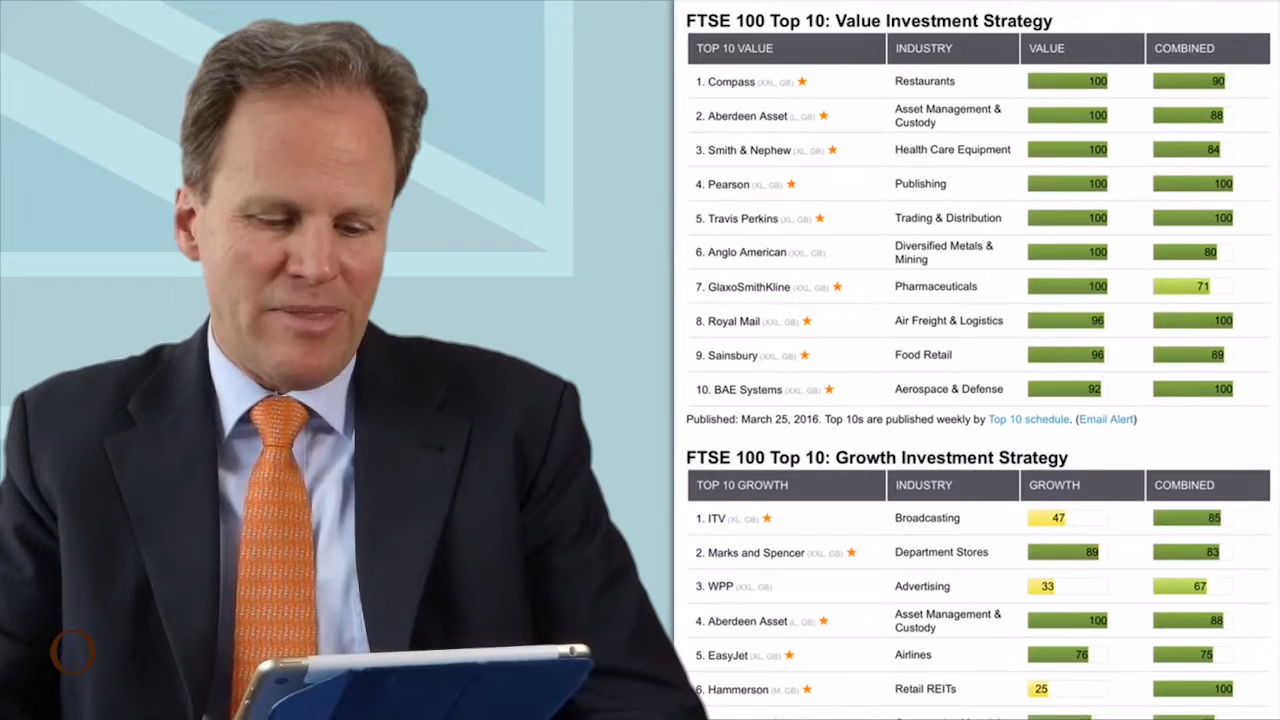 FTSE 100 Top 10: Value Investment Strategy
TOP 10 VALUE INDUSTRY VALUE COMBINED
1. Compass (XXL, GB) ★ Restaurants 100 90
2. Aberdeen Asset (L, GB) ★ Asset Management & Custody 100 88
3. Smith & Nephew (XL, GB) ★ Health Care Equipment 100 84
4. Pearson (XL, GB) ★ Publishing 100 100
5. Travis Perkins (XL, GB) ★ Trading & Distribution 100 100
6. Anglo American (XXL, GB) Diversified Metals & Mining 100 80
7. GlaxoSmithKline (XXL, GB) ★ Pharmaceuticals 100 71
8. Royal Mail (XXL, GB) ★ Air Freight & Logistics 96 100
9. Sainsbury (XXL, GB) ★ Food Retail 96 89
10. BAE Systems (XXL, GB) ★ Aerospace & Defense 92 100
Published: March 25, 2016. Top 10s are published weekly by Top 10 schedule. (Email Alert)
FTSE 100 Top 10: Growth Investment Strategy
TOP 10 GROWTH INDUSTRY GROWTH COMBINED
1. ITV (XL, GB) ★ Broadcasting 47 85
2. Marks and Spencer (XXL, GB) ★ Department Stores 89 83
3. WPP (XXL, GB) Advertising 33 67
4. Aberdeen Asset (L, GB) ★ Asset Management & Custody 100 88
5. EasyJet (XL, GB) ★ Airlines 76 75
6. Hammerson (M, GB) ★ Retail REITs 25 100